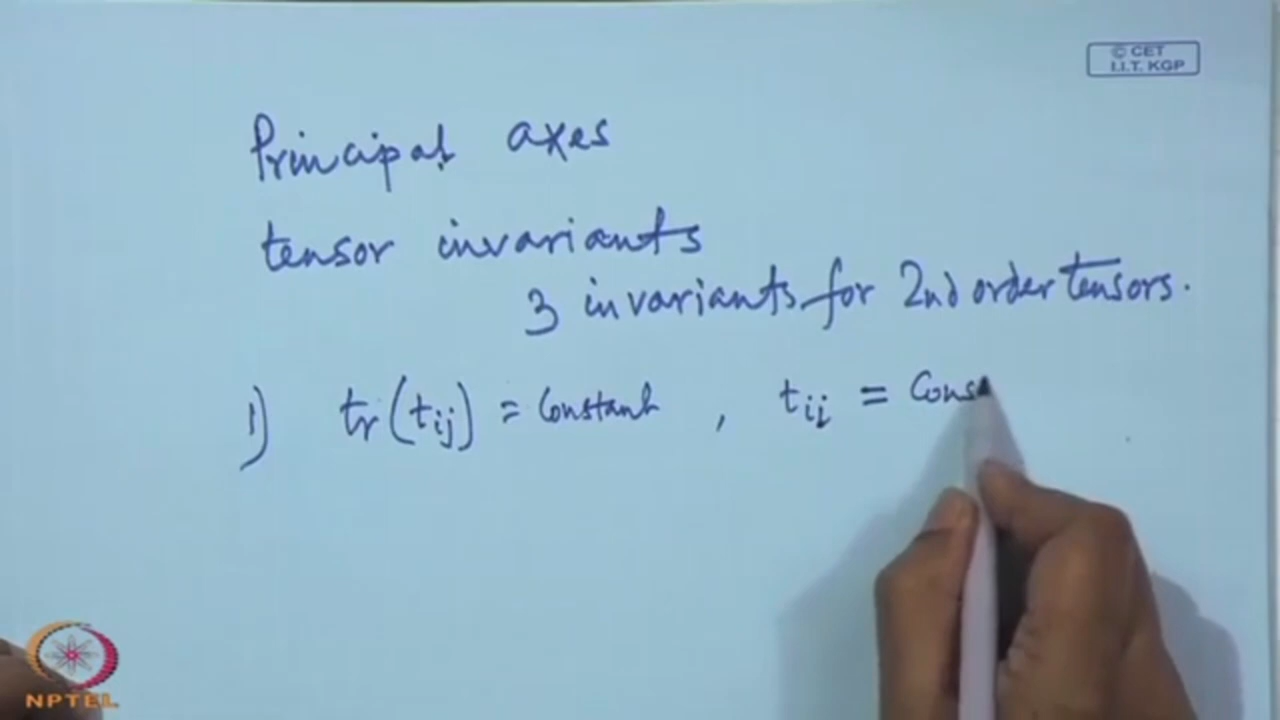 © CET
I.I.T. KGP
Principal axes
tensor invariants
3 invariants for 2nd order tensors.
1) tr(tij) = Constant , tii = Cons
NPTEL